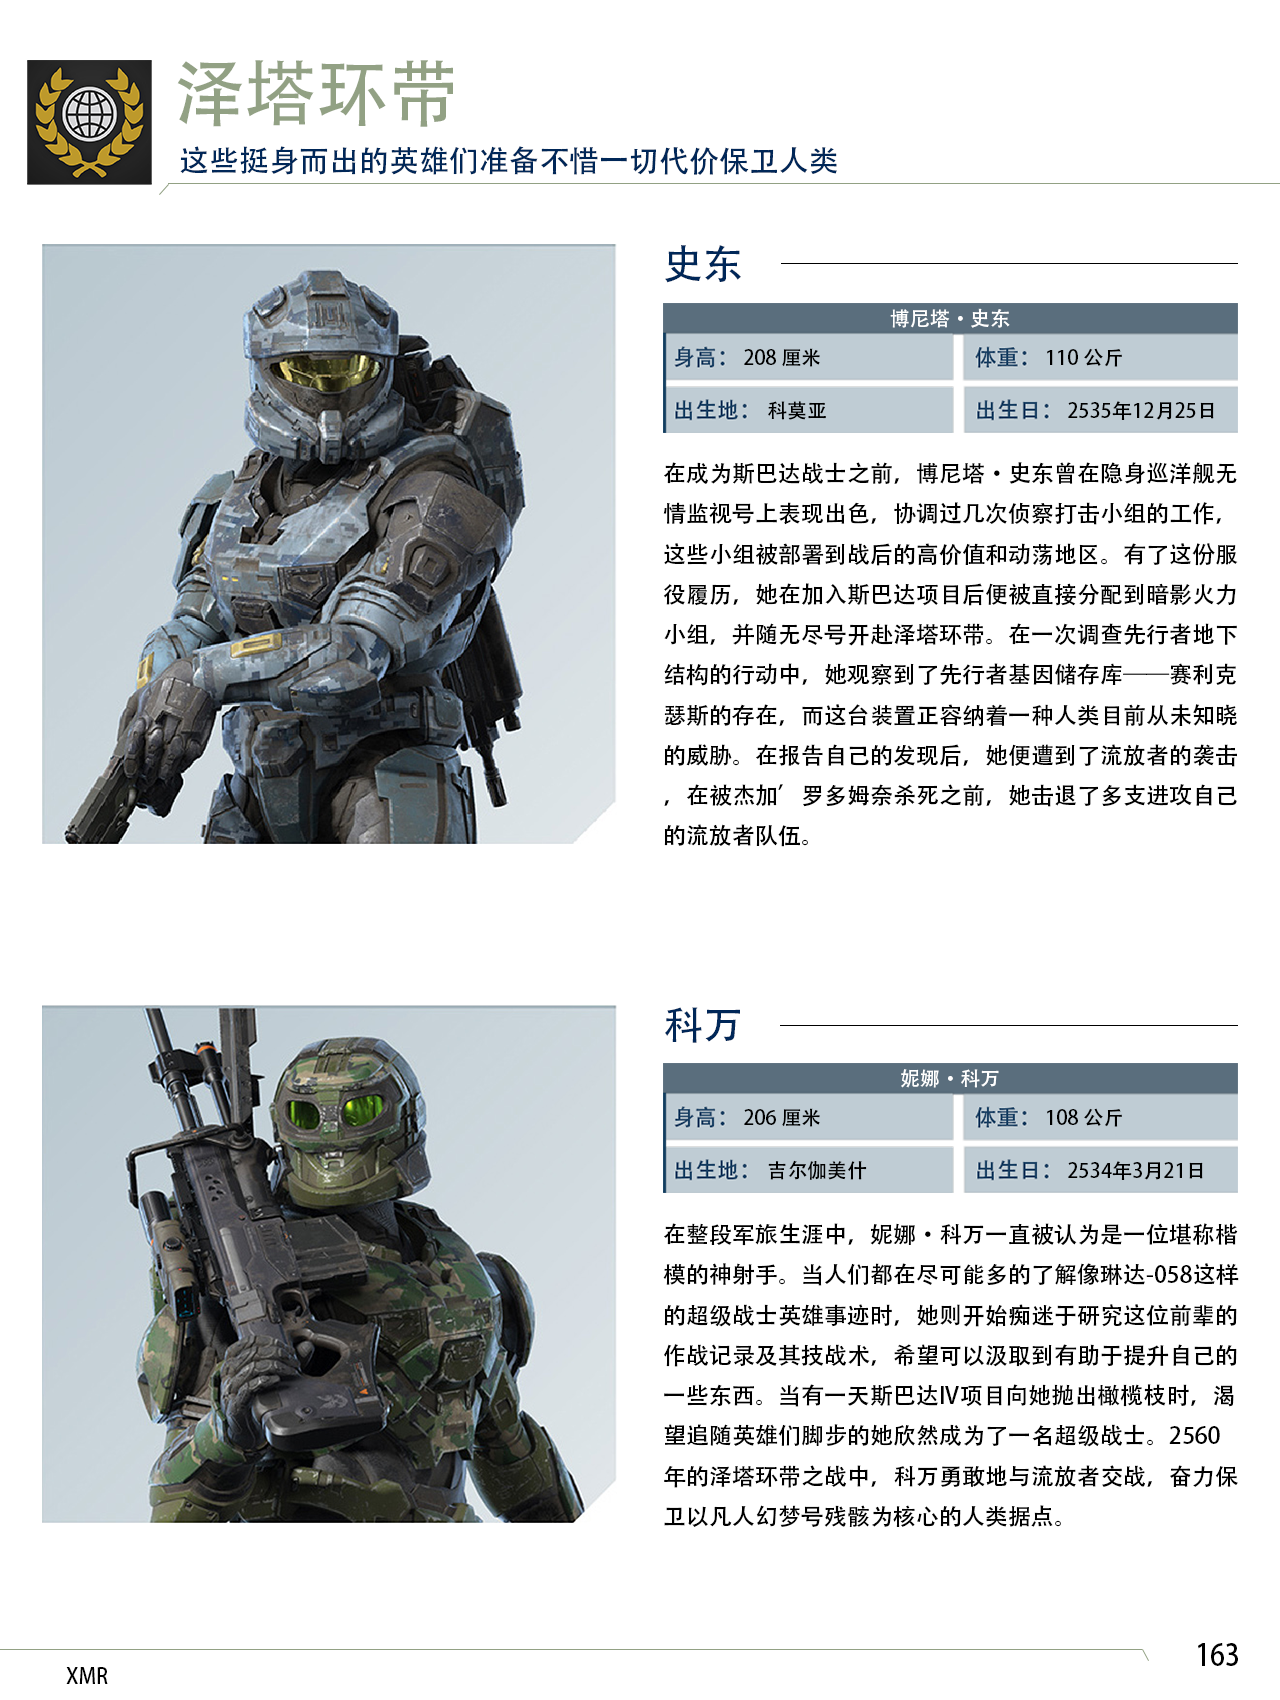 泽塔环带
这些挺身而出的英雄们准备不惜一切代价保卫人类
史东
博尼塔·史东
身高： 208 厘米
体重： 110 公斤
出生地： 科莫亚
出生日： 2535年12月25日
在成为斯巴达战士之前，博尼塔·史东曾在隐身巡洋舰无
情监视号上表现出色，协调过几次侦察打击小组的工作，
这些小组被部署到战后的高价值和动荡地区。有了这份服
役履历，她在加入斯巴达项目后便被直接分配到暗影火力
小组，并随无尽号开赴泽塔环带。在一次调查先行者地下
结构的行动中，她观察到了先行者基因储存库——赛利克
瑟斯的存在，而这台装置正容纳着一种人类目前从未知晓
的威胁。在报告自己的发现后，她便遭到了流放者的袭击
，在被杰加’罗多姆奈杀死之前，她击退了多支进攻自己
的流放者队伍。
科万
妮娜·科万
身高： 206 厘米
体重： 108 公斤
出生地： 吉尔伽美什
出生日： 2534年3月21日
在整段军旅生涯中，妮娜·科万一直被认为是一位堪称楷
模的神射手。当人们都在尽可能多的了解像琳达-058这样
的超级战士英雄事迹时，她则开始痴迷于研究这位前辈的
作战记录及其技战术，希望可以汲取到有助于提升自己的
一些东西。当有一天斯巴达IV项目向她抛出橄榄枝时，渴
望追随英雄们脚步的她欣然成为了一名超级战士。2560
年的泽塔环带之战中，科万勇敢地与流放者交战，奋力保
卫以凡人幻梦号残骸为核心的人类据点。
163
XMR